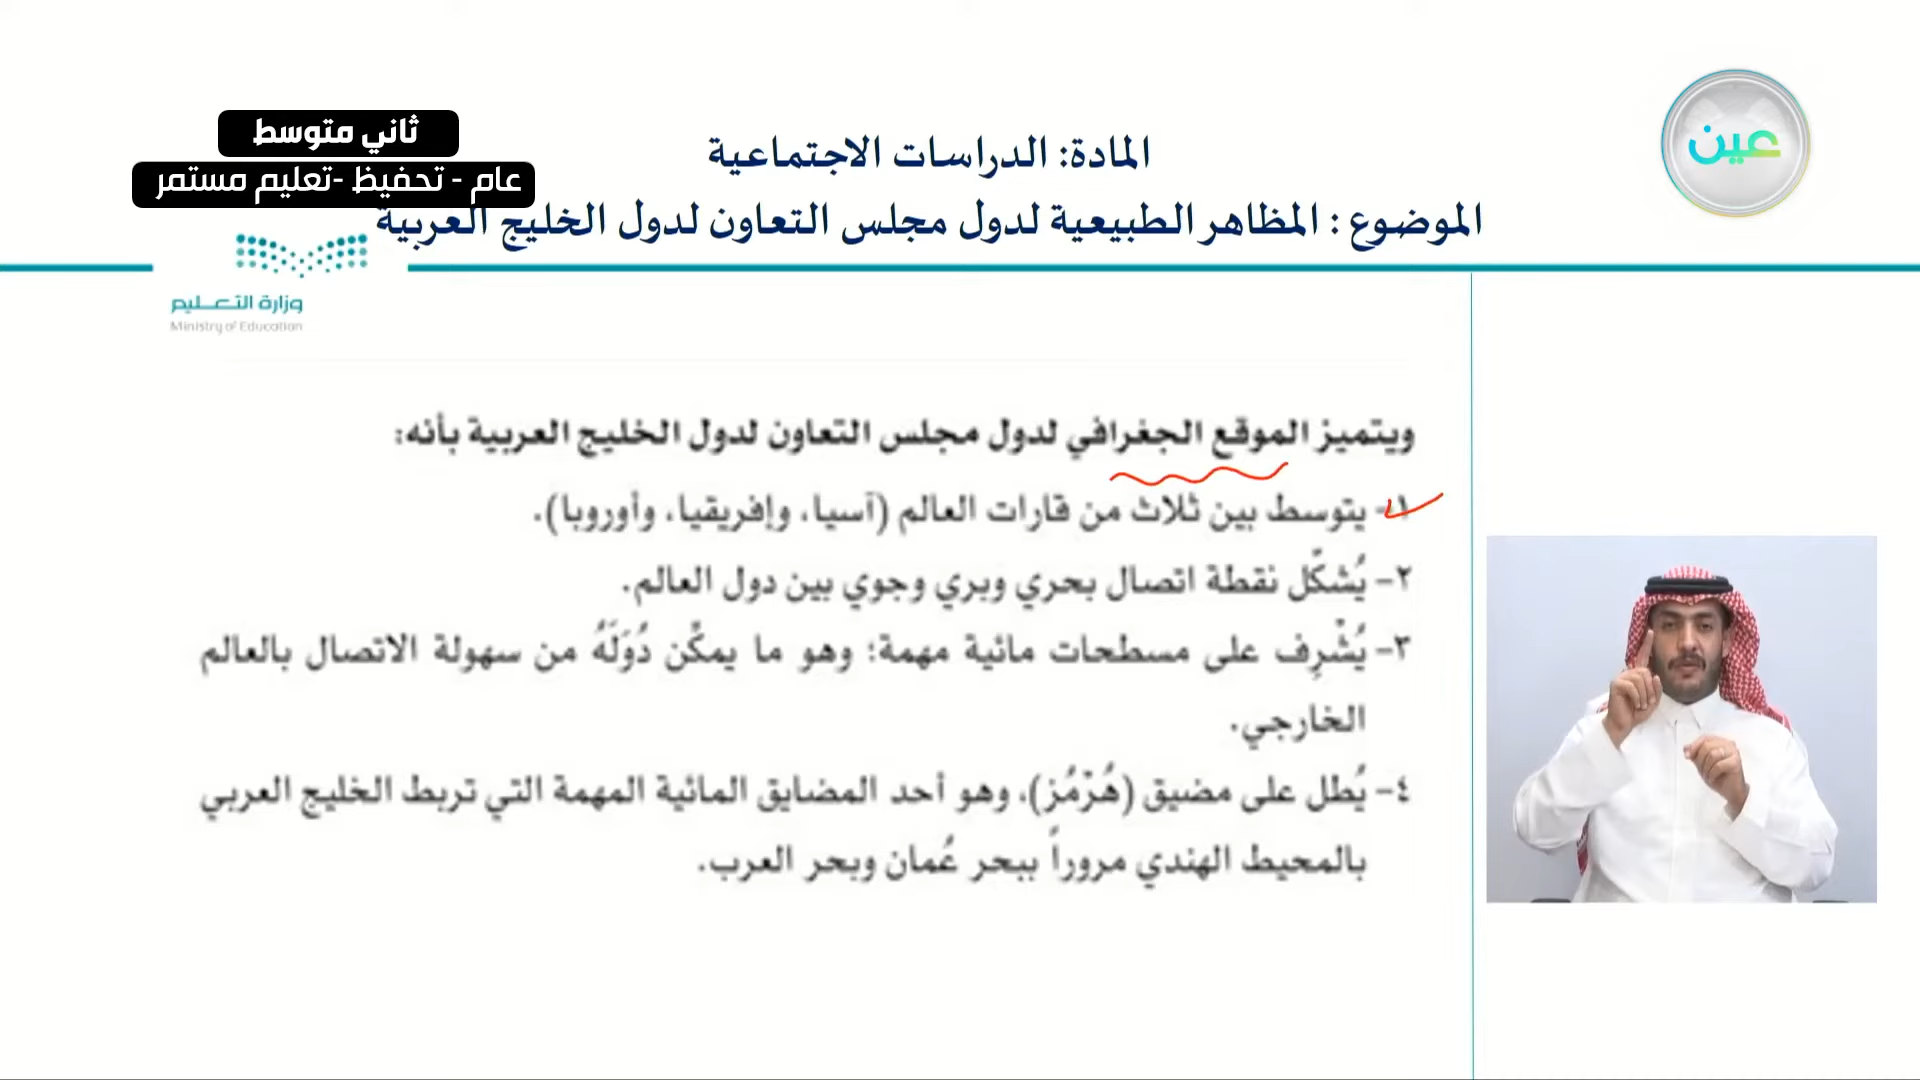 عين
ثاني متوسط
عام - تحفيظ -تعليم مستمر
المادة: الدراسات الاجتماعية
الموضوع : المظاهر الطبيعية لدول مجلس التعاون لدول الخليج العربية
وزارة التعليم
Ministry of Education
ويتميز الموقع الجغرافي لدول مجلس التعاون لدول الخليج العربية بأنه:
١- يتوسط بين ثلاث من قارات العالم (آسيا، وإفريقيا، وأوروبا).
٢- يُشكِّل نقطة اتصال بحري وبري وجوي بين دول العالم.
٣- يُشْرِف على مسطحات مائية مهمة؛ وهو ما يمكِّن دُوَلَهُ من سهولة الاتصال بالعالم
الخارجي.
٤- يُطل على مضيق (هُرْمُز)، وهو أحد المضايق المائية المهمة التي تربط الخليج العربي
بالمحيط الهندي مروراً ببحر عُمان وبحر العرب.